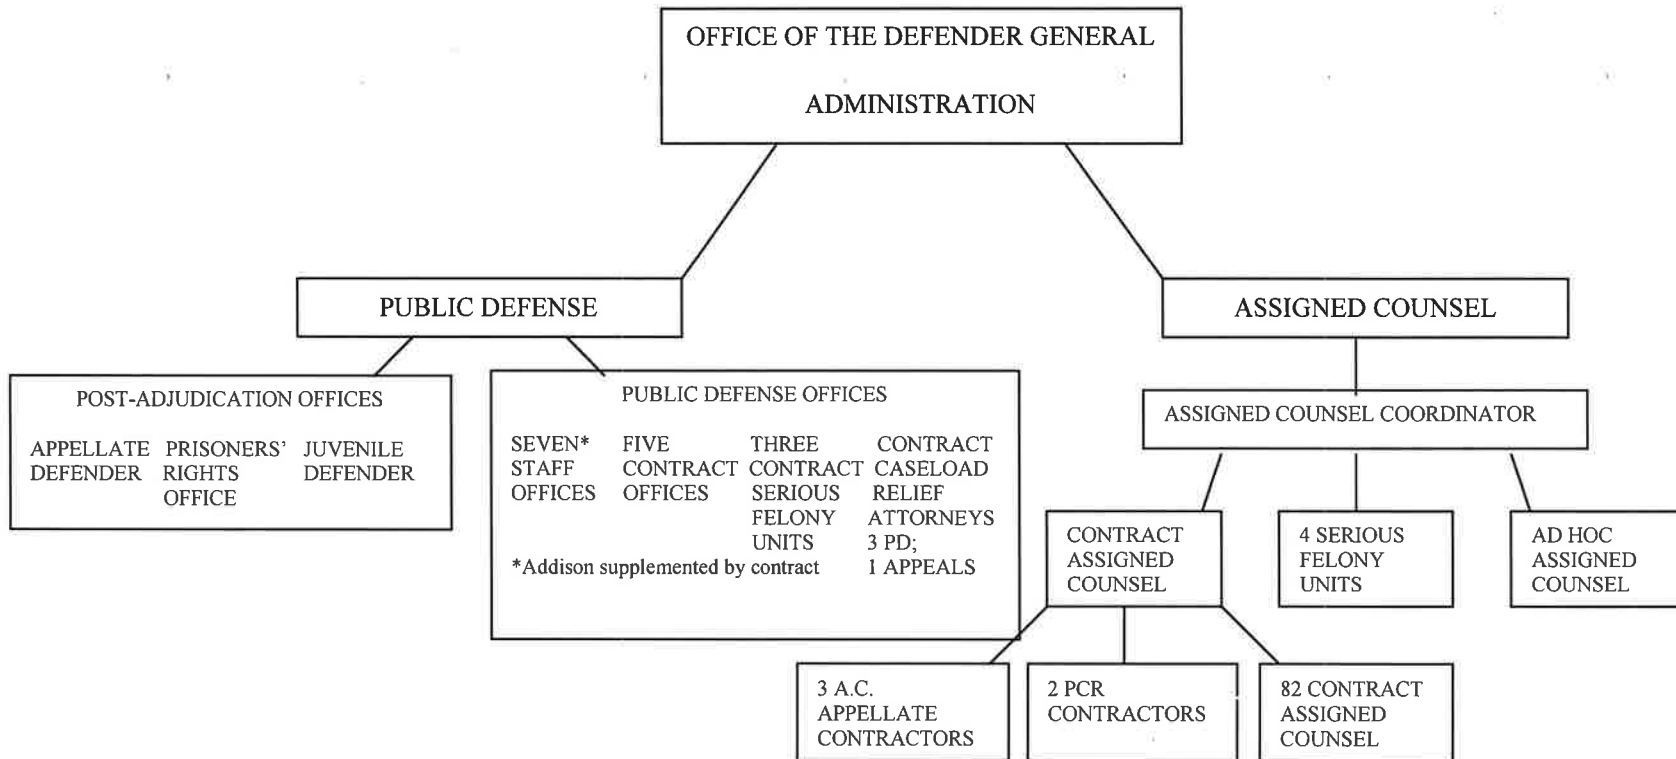 OFFICE OF THE DEFENDER GENERAL
ADMINISTRATION
PUBLIC DEFENSE
ASSIGNED COUNSEL
POST-ADJUDICATION OFFICES
APPELLATE PRISONERS' JUVENILE
DEFENDER RIGHTS DEFENDER
OFFICE
PUBLIC DEFENSE OFFICES
SEVEN* FIVE THREE CONTRACT
STAFF CONTRACT CONTRACT CASELOAD
OFFICES OFFICES SERIOUS RELIEF
FELONY ATTORNEYS
UNITS 3 PD;
*Addison supplemented by contract 1 APPEALS
ASSIGNED COUNSEL COORDINATOR
CONTRACT
ASSIGNED
COUNSEL
4 SERIOUS
FELONY
UNITS
AD HOC
ASSIGNED
COUNSEL
3 A.C.
APPELLATE
CONTRACTORS
2 PCR
CONTRACTORS
82 CONTRACT
ASSIGNED
COUNSEL